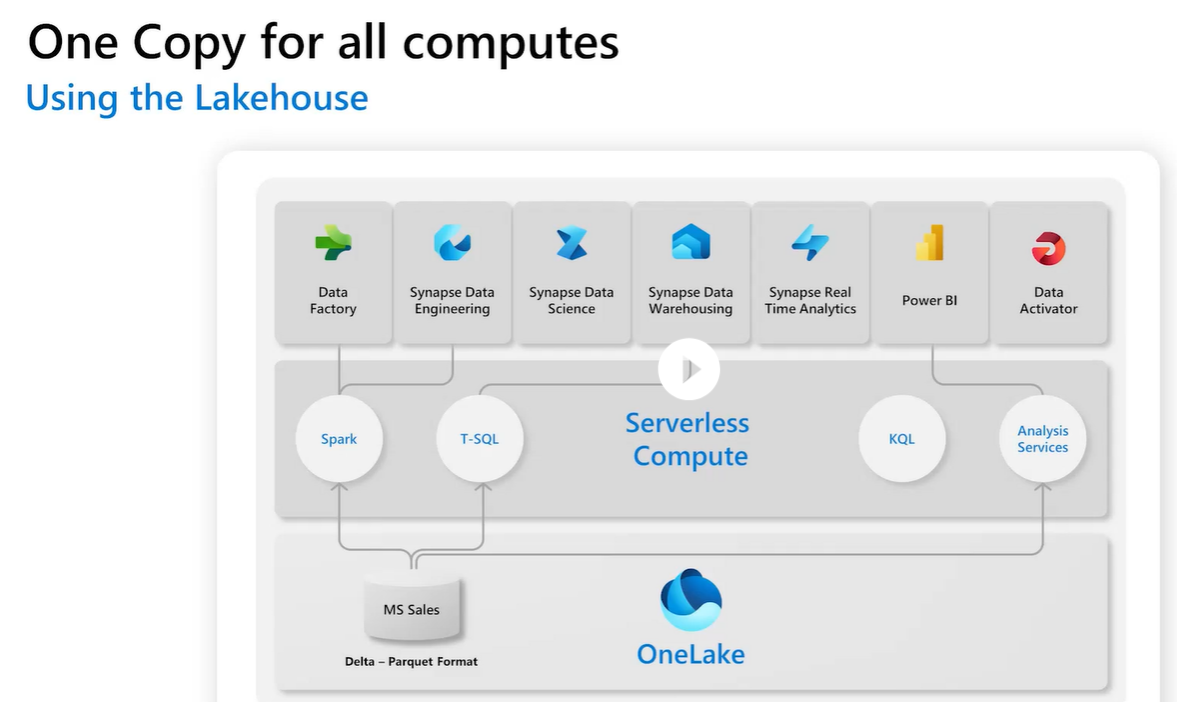 One Copy for all computes
Using the Lakehouse
Data
Factory
Synapse Data
Engineering
Synapse Data
Science
Synapse Data
Warehousing
Synapse Real
Time Analytics
Power BI
Data
Activator
Spark
T-SQL
Serverless
Compute
KQL
Analysis
Services
MS Sales
Delta – Parquet Format
OneLake